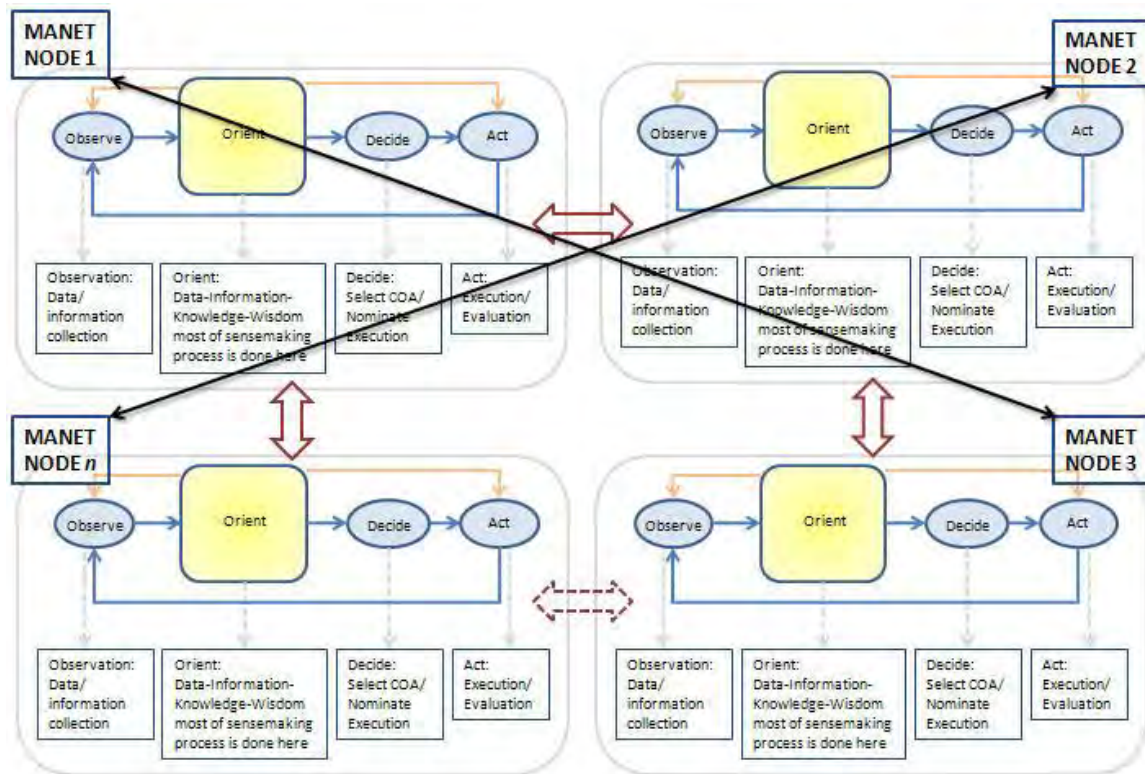 MANET
NODE 1
Observe
Orient
Decide
Act
Observation:
Data/
information
collection
Orient:
Data-Information-
Knowledge-Wisdom
most of sensemaking
process is done here
Decide:
Select COA/
Nominate
Execution
Act:
Execution/
Evaluation
MANET
NODE 2
Observe
Orient
Decide
Act
Observation:
Data/
information
collection
Orient:
Data-Information-
Knowledge-Wisdom
most of sensemaking
process is done here
Decide:
Select COA/
Nominate
Execution
Act:
Execution/
Evaluation
MANET
NODE n
Observe
Orient
Decide
Act
Observation:
Data/
information
collection
Orient:
Data-Information-
Knowledge-Wisdom
most of sensemaking
process is done here
Decide:
Select COA/
Nominate
Execution
Act:
Execution/
Evaluation
MANET
NODE 3
Observe
Orient
Decide
Act
Observation:
Data/
information
collection
Orient:
Data-Information-
Knowledge-Wisdom
most of sensemaking
process is done here
Decide:
Select COA/
Nominate
Execution
Act:
Execution/
Evaluation